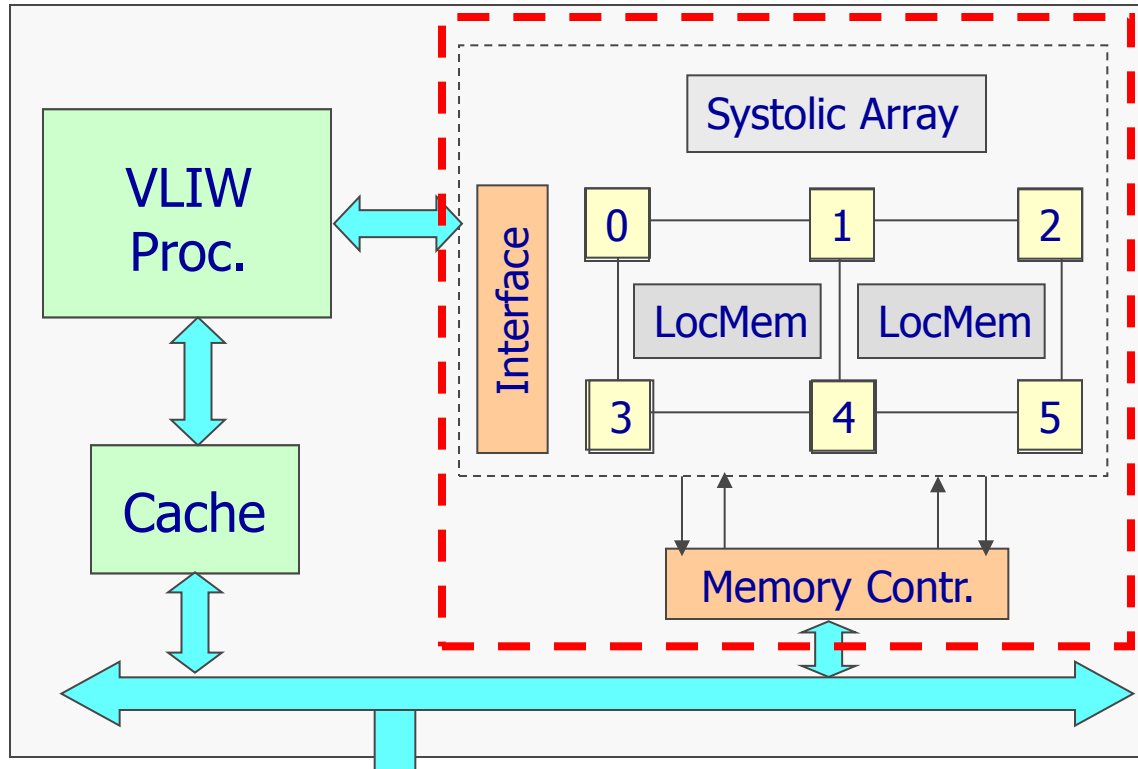 Systolic Array
VLIW
Proc.
Interface
0
1
2
LocMem
LocMem
3
4
5
Cache
Memory Contr.